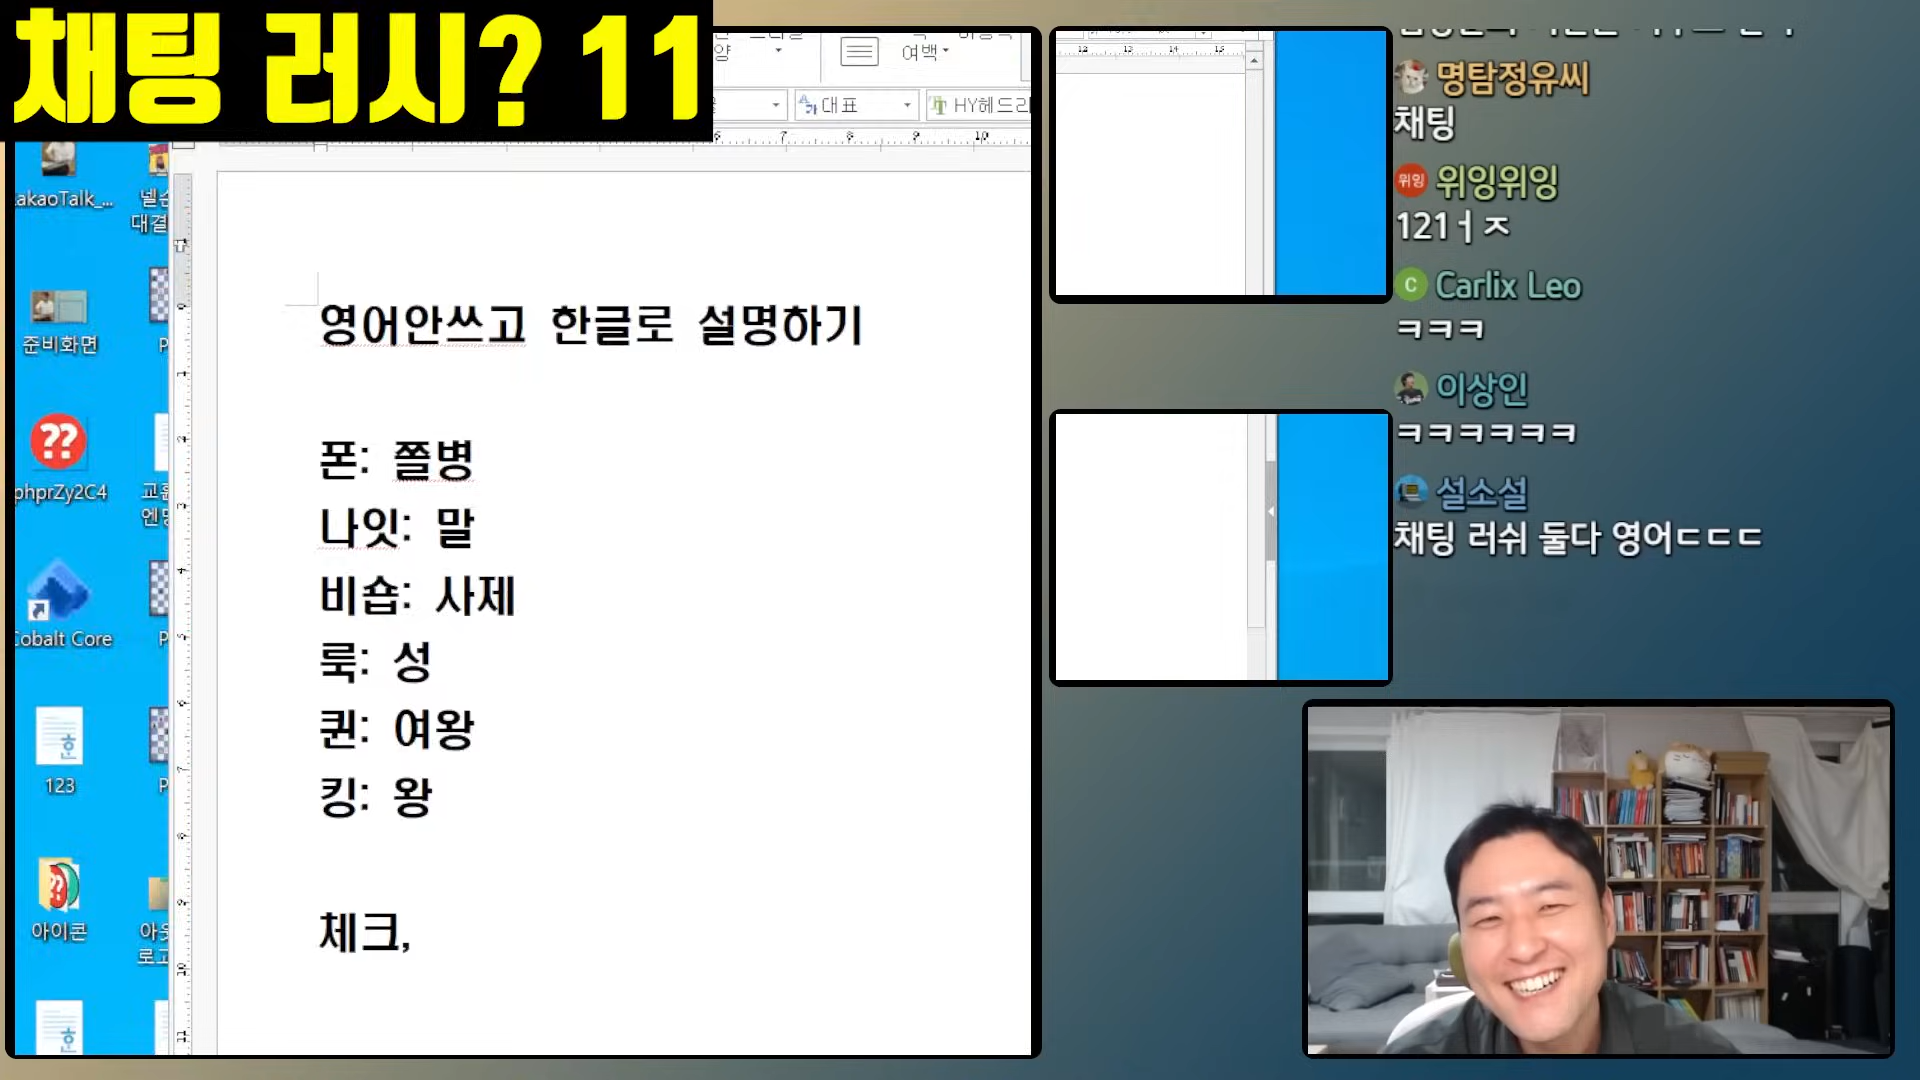 채팅 러시? 11
여백
대표
HY헤드라
영어안쓰고 한글로 설명하기
폰: 쫄병
나잇: 말
비숍: 사제
룩: 성
퀸: 여왕
킹: 왕
체크,
akaoTalk_...
준비화면
phprZy2C4
Cobalt Core
123
아이콘
명탐정유씨
채팅
위잉
위잉위잉
121ㅓㅈ
C
Carlix Leo
ㅋㅋㅋ
이상인
ㅋㅋㅋㅋㅋㅋ
설소설
채팅 러쉬 둘다 영어ㄷㄷㄷ